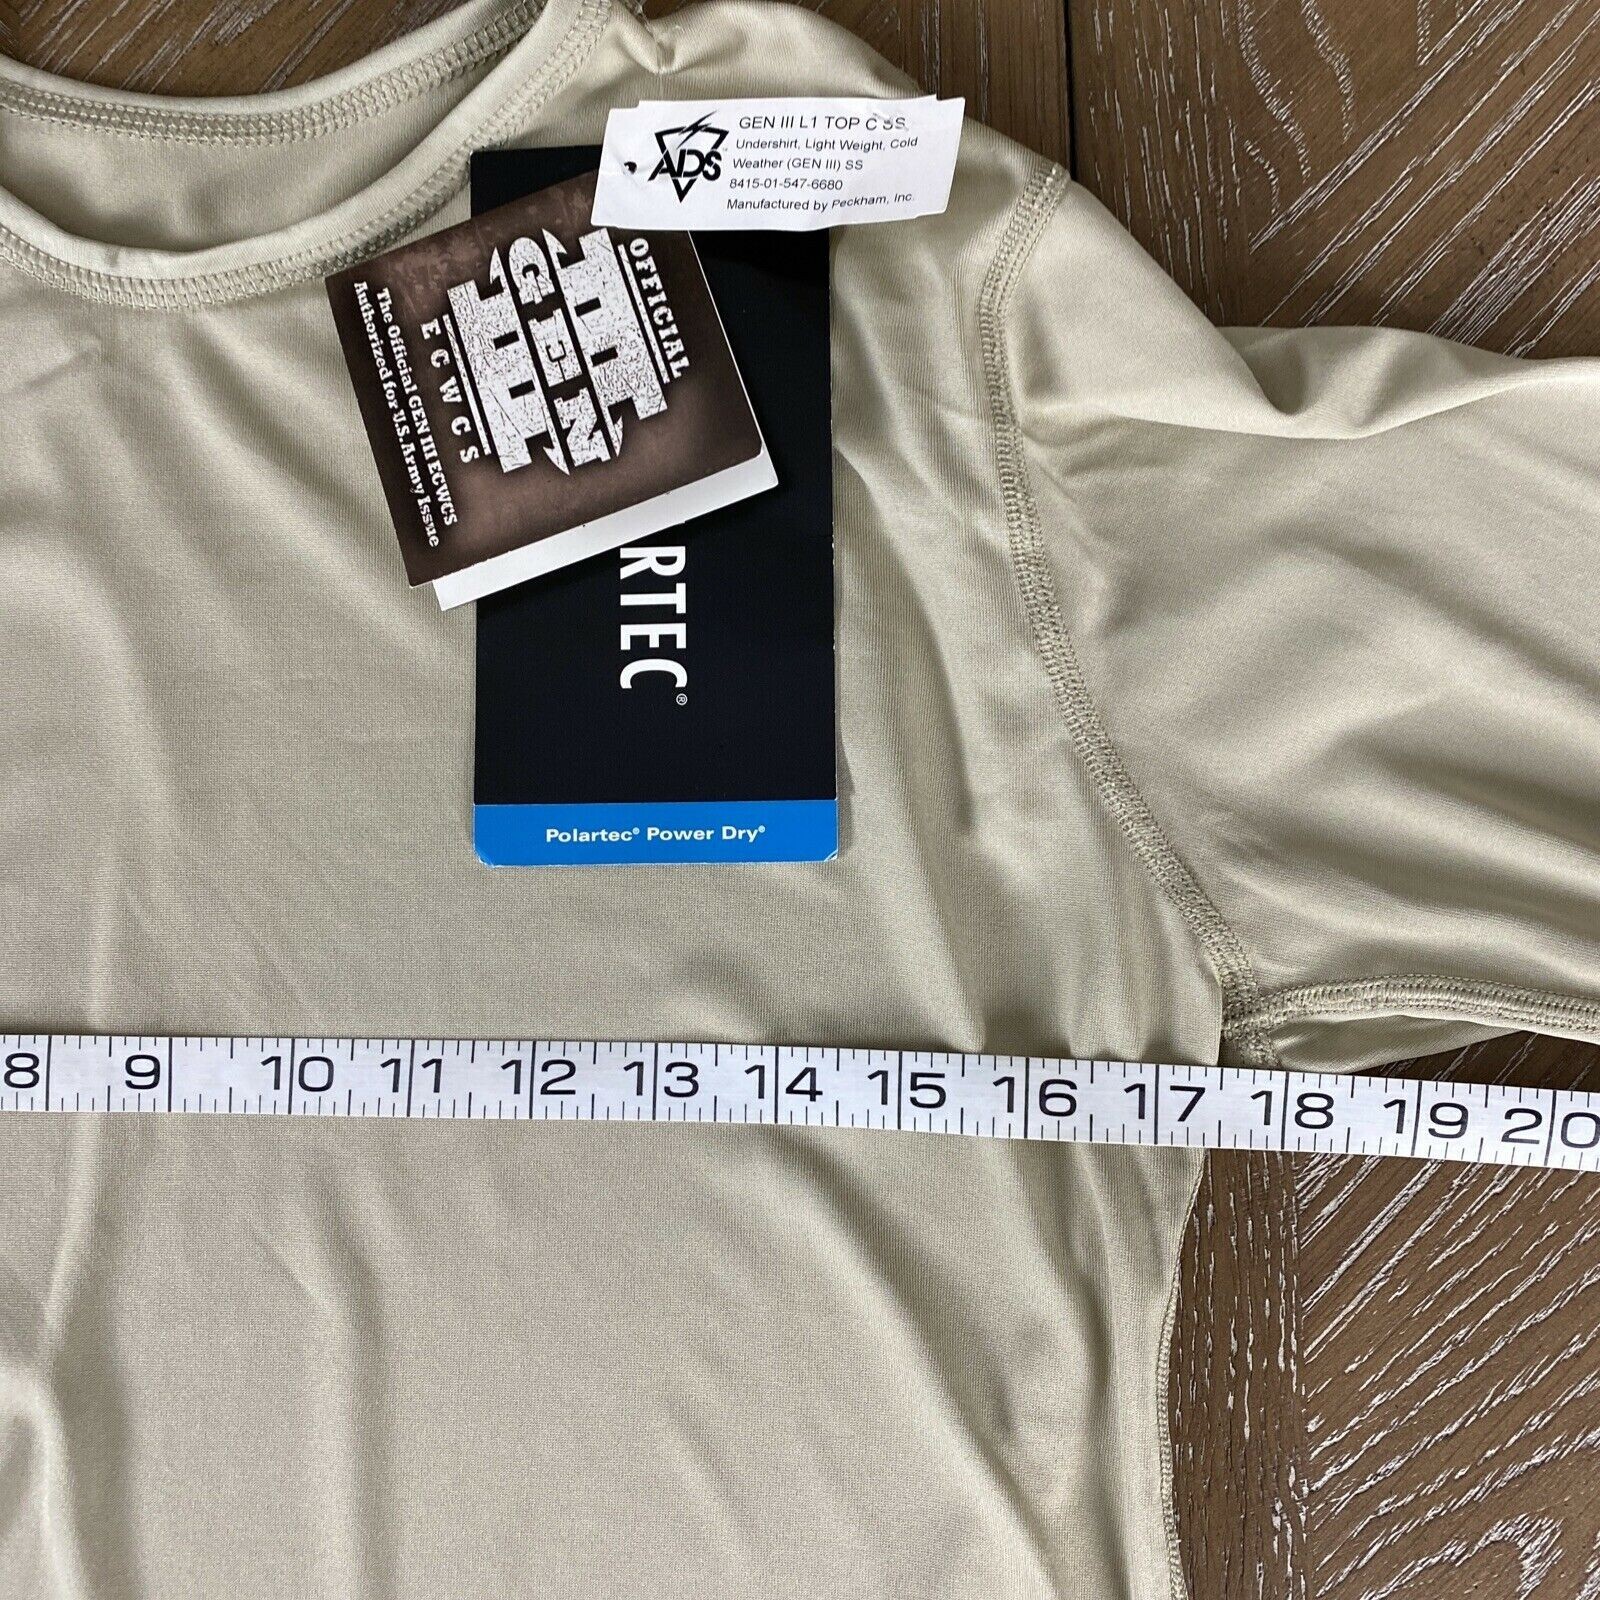 GEN III L1 TOP C SS
Undershirt, Light Weight, Cold
Weather (GEN III) SS
8415-01-547-6680
Manufactured by Peckham, Inc.
ADS
OFFICIAL
GEN
III
ECWCS
The Official GEN III ECWCS
Authorized for U.S. Army Issue
RTEC®
Polartec® Power Dry®
8 9 10 11 12 13 14 15 16 17 18 19 20